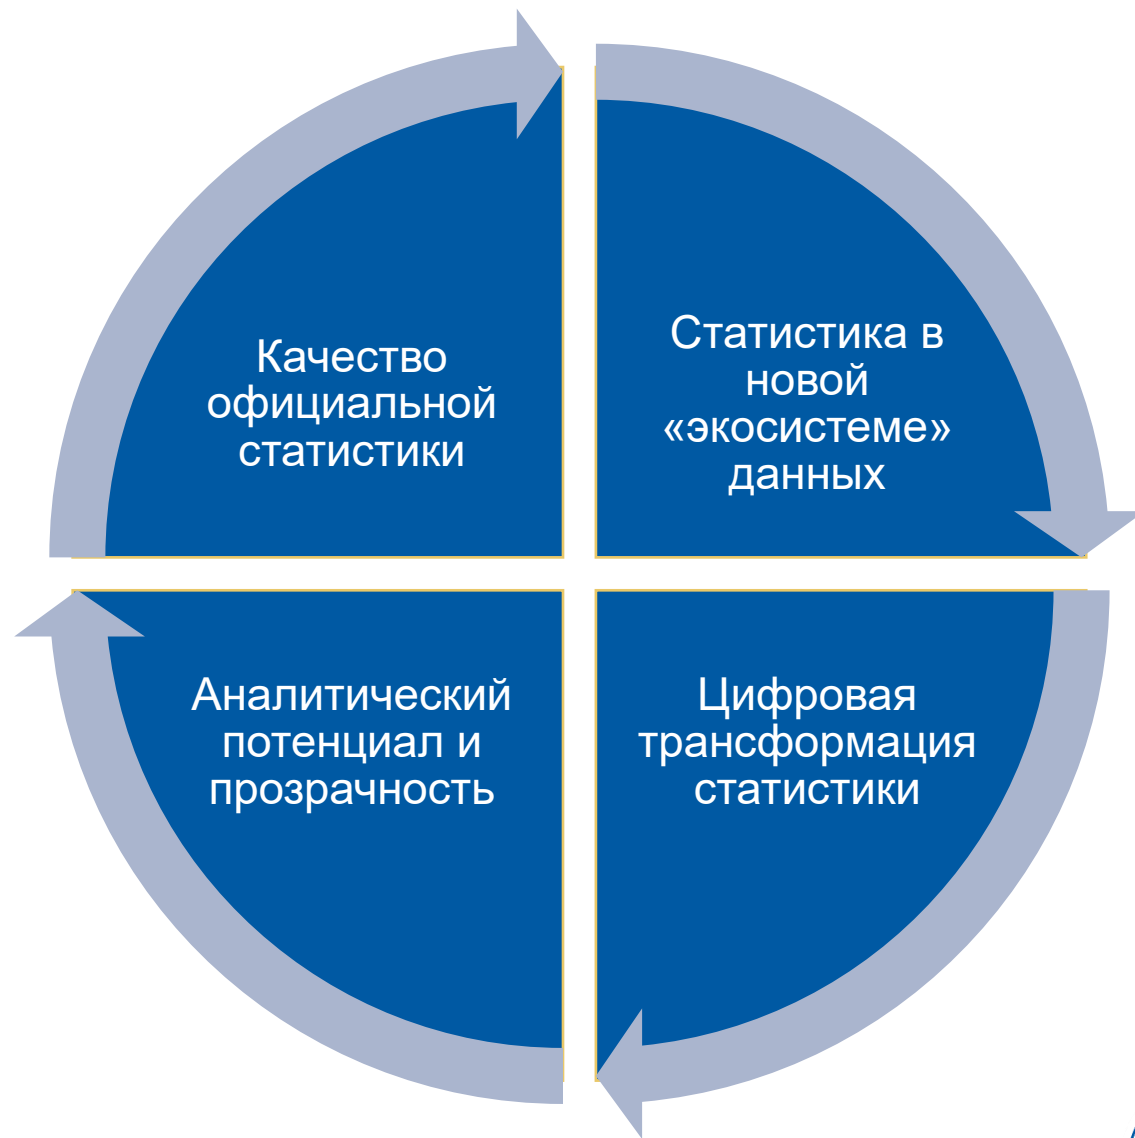 Качество
официальной
статистики
Статистика в
новой
«экосистеме»
данных
Аналитический
потенциал и
прозрачность
Цифровая
трансформация
статистики